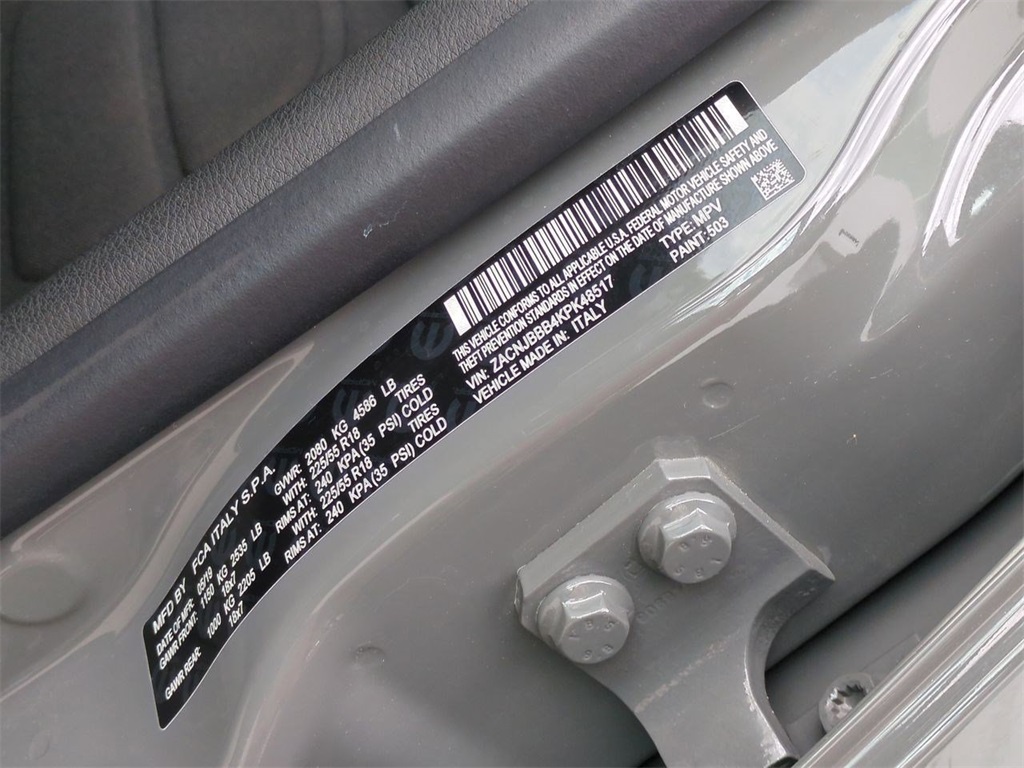 MFD BY FCA ITALY S.P.A.
DATE OF MFR: 05/19 GVWR: 2080 KG 4586 LB
GAWR FRONT: 1150 KG 2535 LB WITH: 225/55 R18 TIRES
18x7 RIMS AT: 240 KPA (35 PSI) COLD
GAWR REAR: 1000 KG 2205 LB WITH: 225/55 R18 TIRES
18x7 RIMS AT: 240 KPA (35 PSI) COLD
THIS VEHICLE CONFORMS TO ALL APPLICABLE U.S.A. FEDERAL MOTOR VEHICLE SAFETY AND
THEFT PREVENTION STANDARDS IN EFFECT ON THE DATE OF MANUFACTURE SHOWN ABOVE
VIN: ZACNJBBB4KPK48517 TYPE: MPV
VEHICLE MADE IN: ITALY PAINT: 503